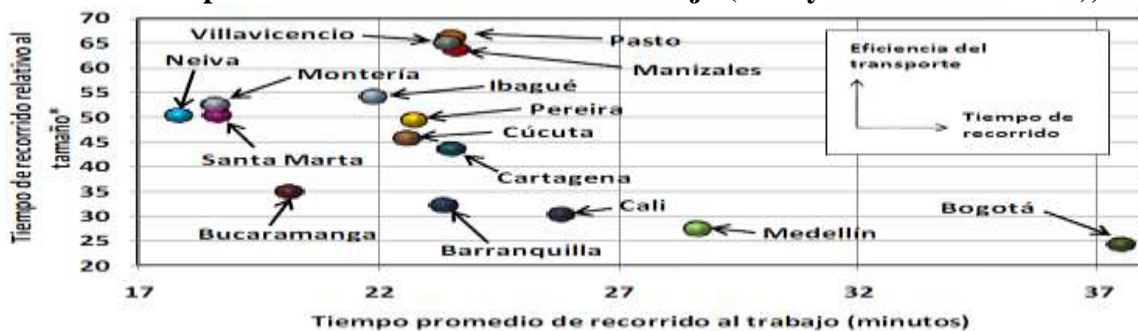 70
65
60
55
50
45
40
35
30
25
20
Tiempo de recorrido relativo al
tamaño*
Villavicencio
Pasto
Neiva
Montería
Manizales
Ibagué
Pereira
Cúcuta
Santa Marta
Cartagena
Cali
Bogotá
Bucaramanga
Barranquilla
Medellín
Eficiencia del
transporte
Tiempo de
recorrido
17 22 27 32 37
Tiempo promedio de recorrido al trabajo (minutos)